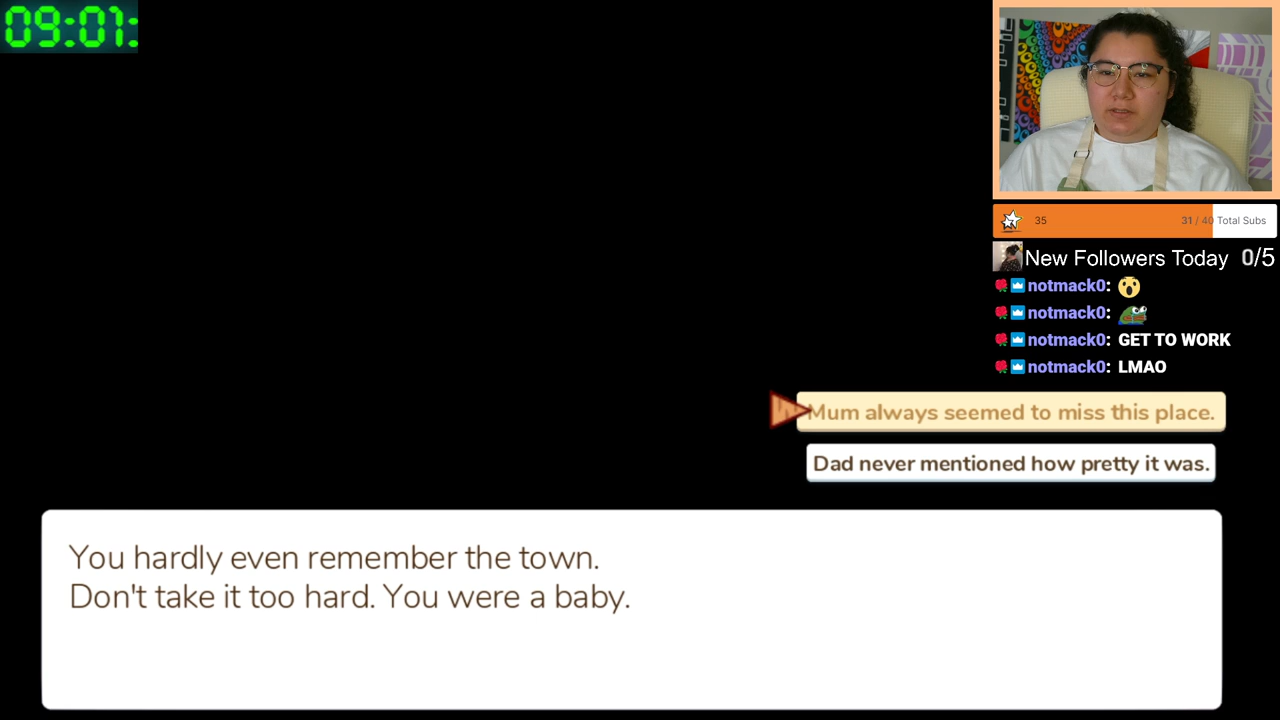 09:01:
35
31 / 40 Total Subs
New Followers Today 0/5
notmack0:
notmack0:
notmack0: GET TO WORK
notmack0: LMAO
Mum always seemed to miss this place.
Dad never mentioned how pretty it was.
You hardly even remember the town.
Don't take it too hard. You were a baby.